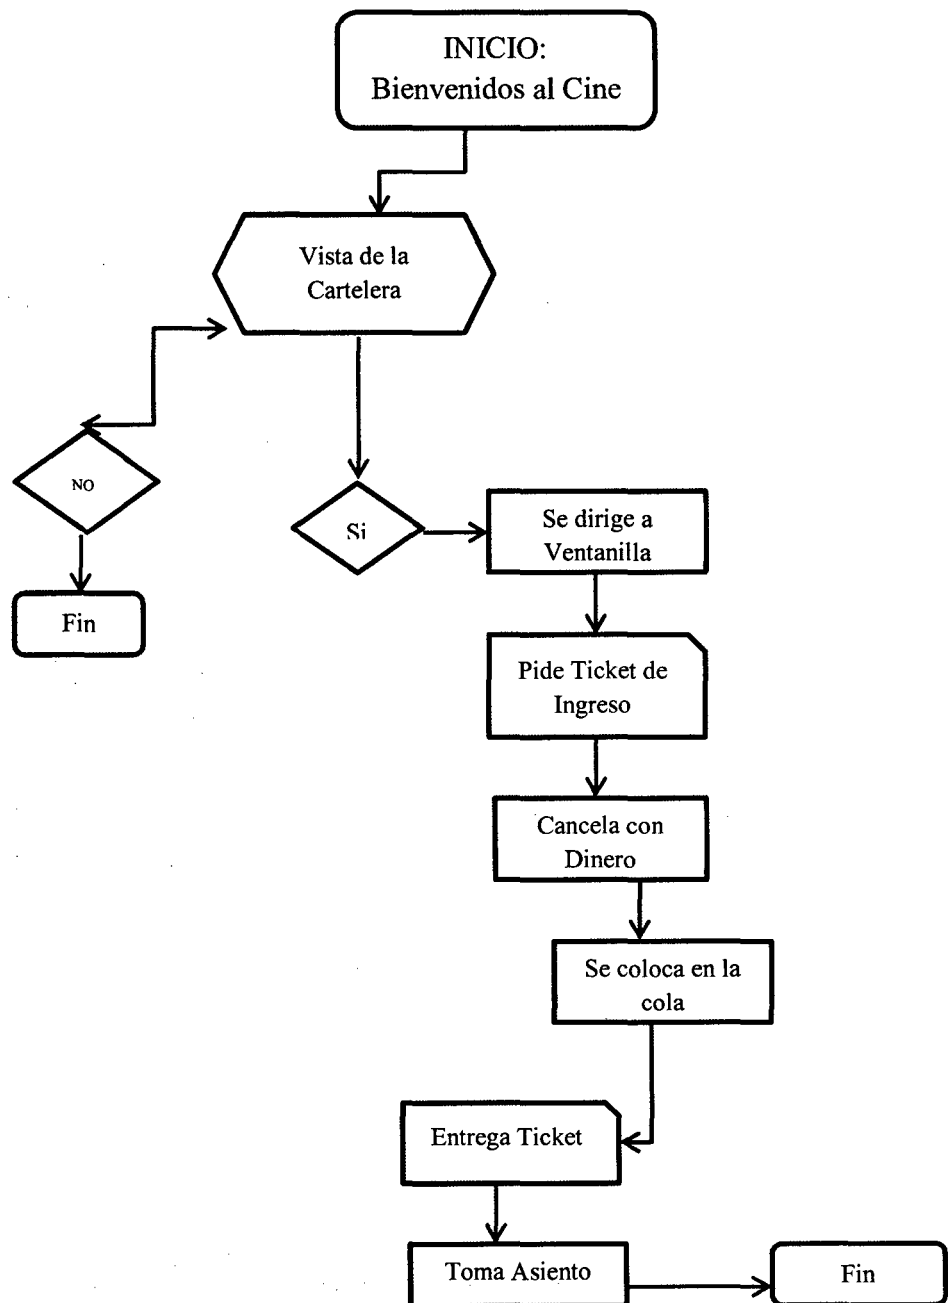 INICIO:
Bienvenidos al Cine
Vista de la
Cartelera
NO
Fin
Si
Se dirige a
Ventanilla
Pide Ticket de
Ingreso
Cancela con
Dinero
Se coloca en la
cola
Entrega Ticket
Toma Asiento
Fin